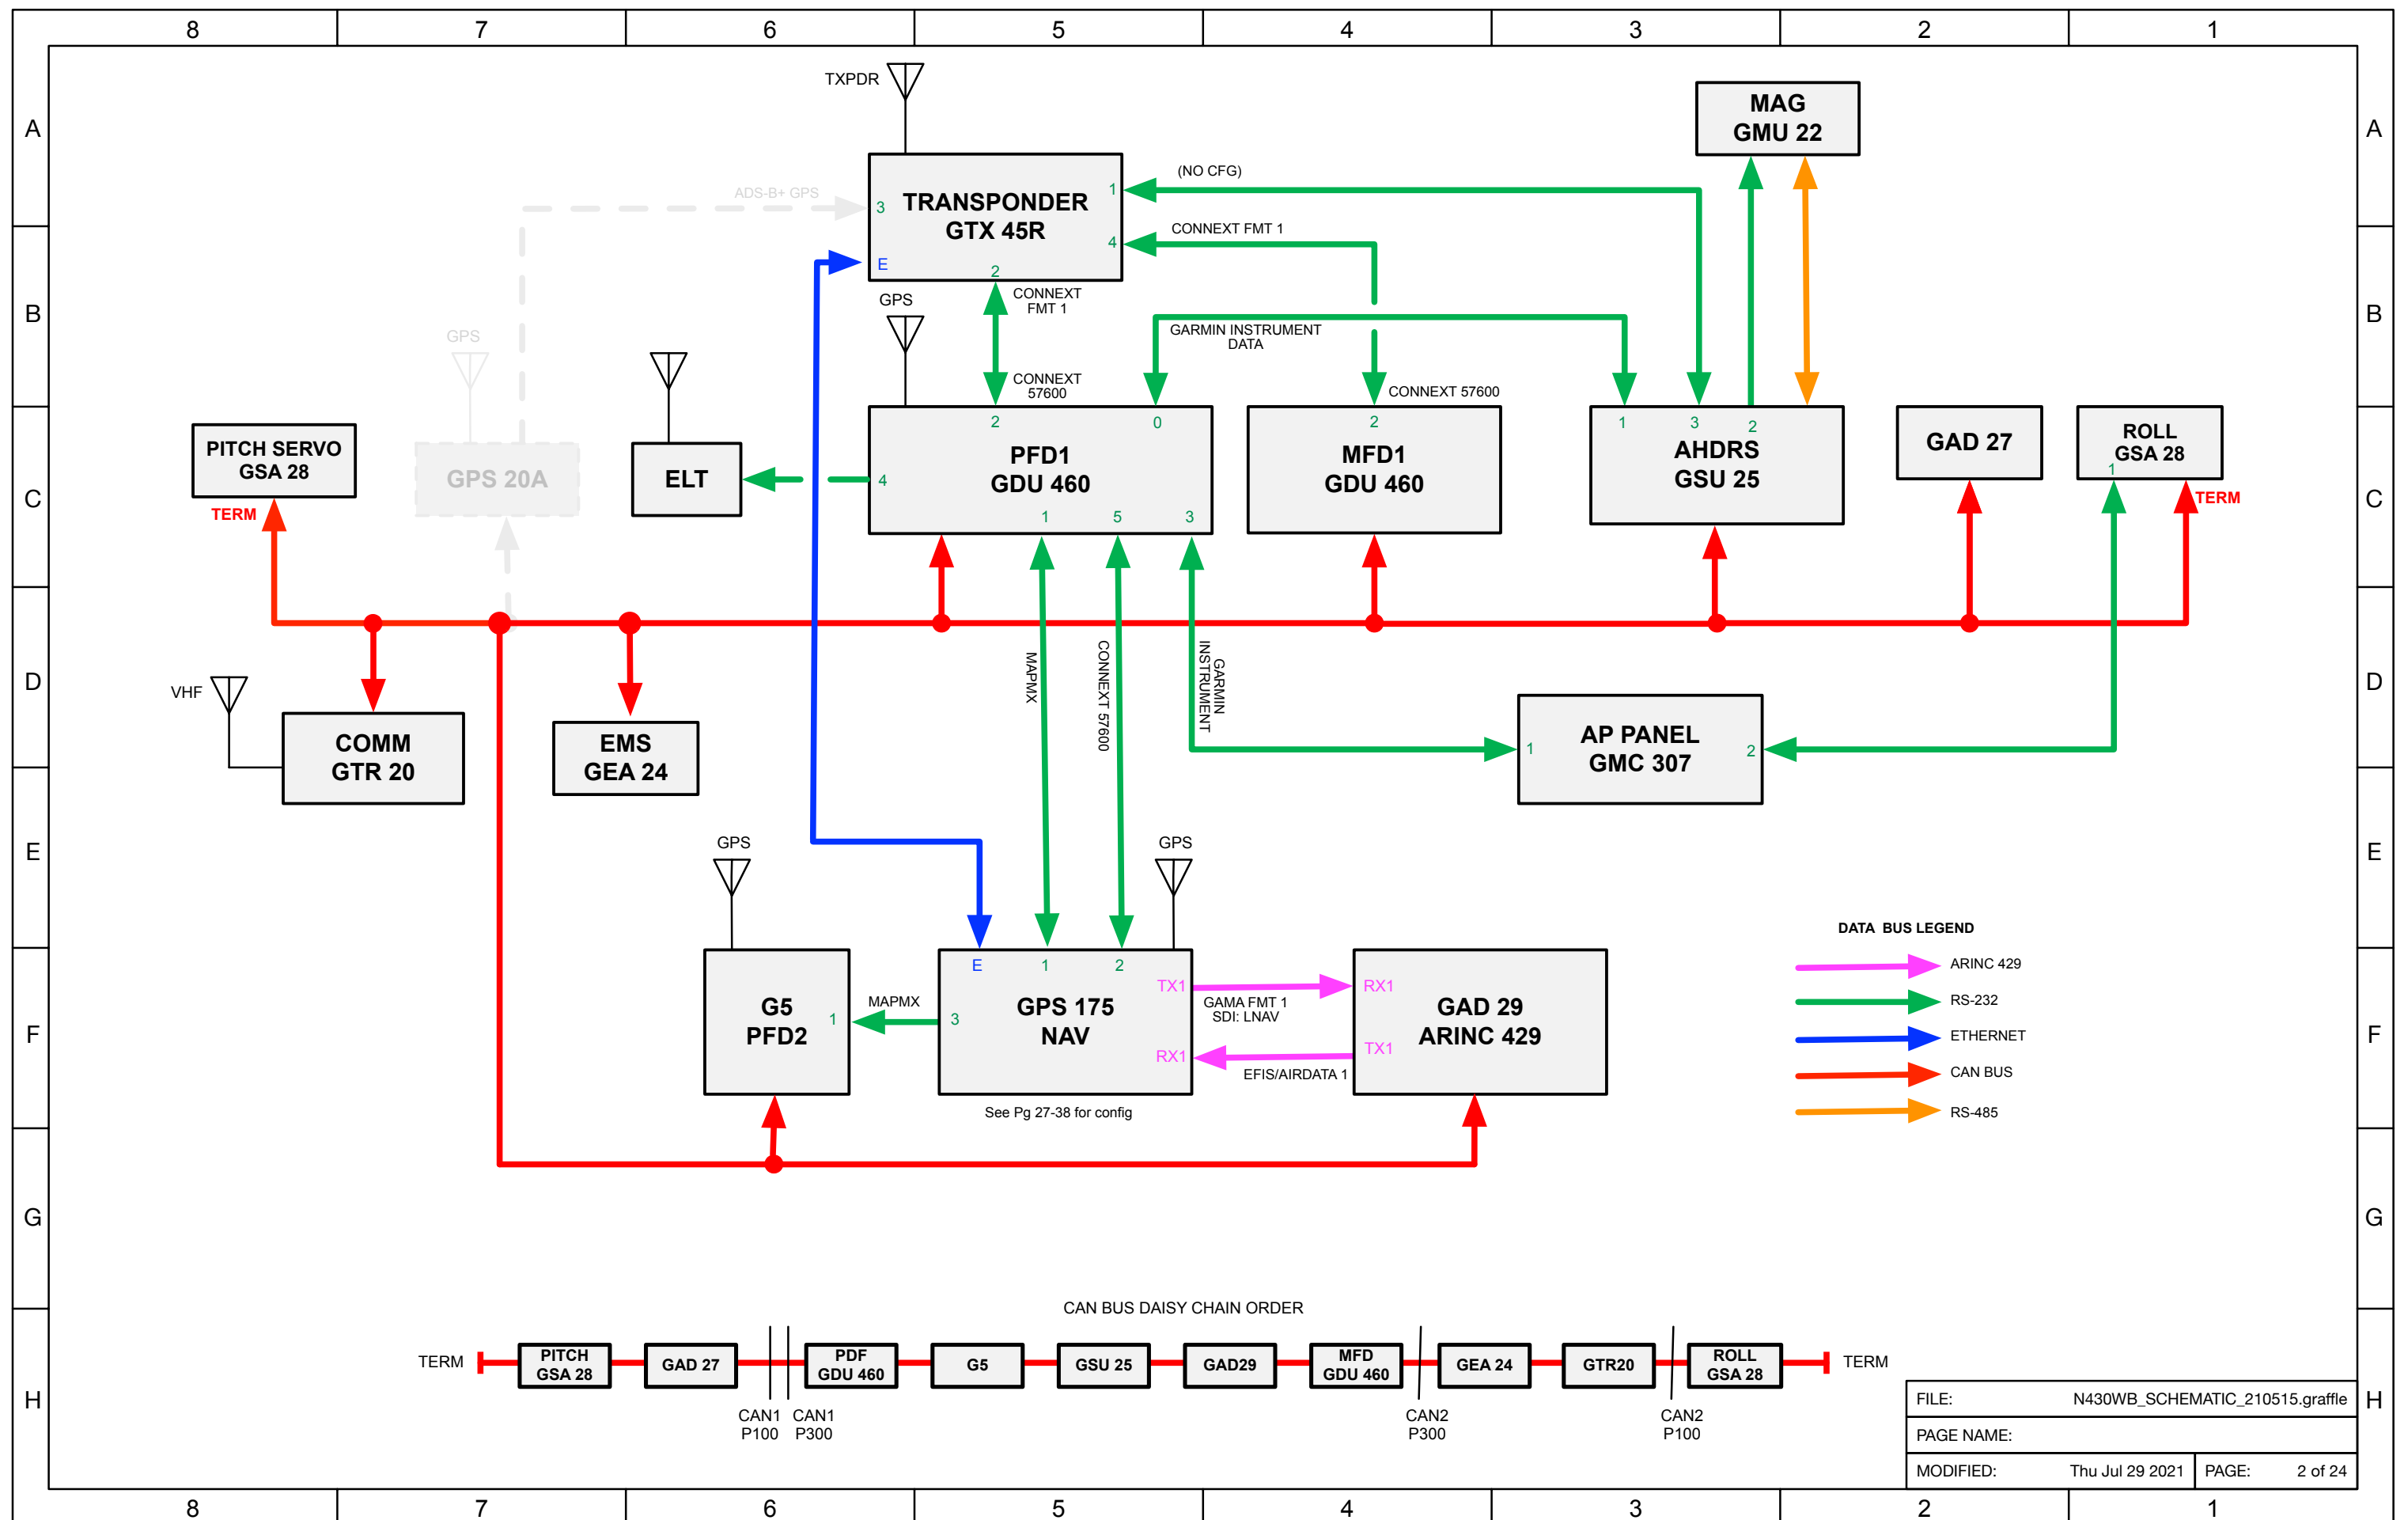 8 7 6 5 4 3 2 1
A
TXPDR
MAG
GMU 22
A
ADS-B+ GPS
3
TRANSPONDER
GTX 45R
1
(NO CFG)
4
CONNEXT FMT 1
E
2
B
GPS
GPS
CONNEXT
FMT 1
GARMIN INSTRUMENT
DATA
B
CONNEXT
57600
CONNEXT 57600
C
PITCH SERVO
GSA 28
TERM
GPS 20A
ELT
2
0
4
PFD1
GDU 460
1
5
3
2
MFD1
GDU 460
1
3
2
AHDRS
GSU 25
GAD 27
ROLL
GSA 28
1
TERM
C
D
VHF
COMM
GTR 20
EMS
GEA 24
MAPMX
CONNEXT 57600
GARMIN
INSTRUMENT
1
AP PANEL
GMC 307
2
D
E
GPS
GPS
E
DATA BUS LEGEND
ARINC 429
RS-232
ETHERNET
CAN BUS
RS-485
F
G5
PFD2
1
MAPMX
E
1
2
3
GPS 175
NAV
TX1
RX1
GAMA FMT 1
SDI: LNAV
EFIS/AIRDATA 1
RX1
TX1
GAD 29
ARINC 429
F
See Pg 27-38 for config
G
G
CAN BUS DAISY CHAIN ORDER
H
TERM
PITCH
GSA 28
GAD 27
PDF
GDU 460
G5
GSU 25
GAD29
MFD
GDU 460
GEA 24
GTR20
ROLL
GSA 28
TERM
CAN1
P100
CAN1
P300
CAN2
P300
CAN2
P100
H
FILE: N430WB_SCHEMATIC_210515.graffle
PAGE NAME:
MODIFIED: Thu Jul 29 2021 PAGE: 2 of 24
8 7 6 5 4 3 2 1